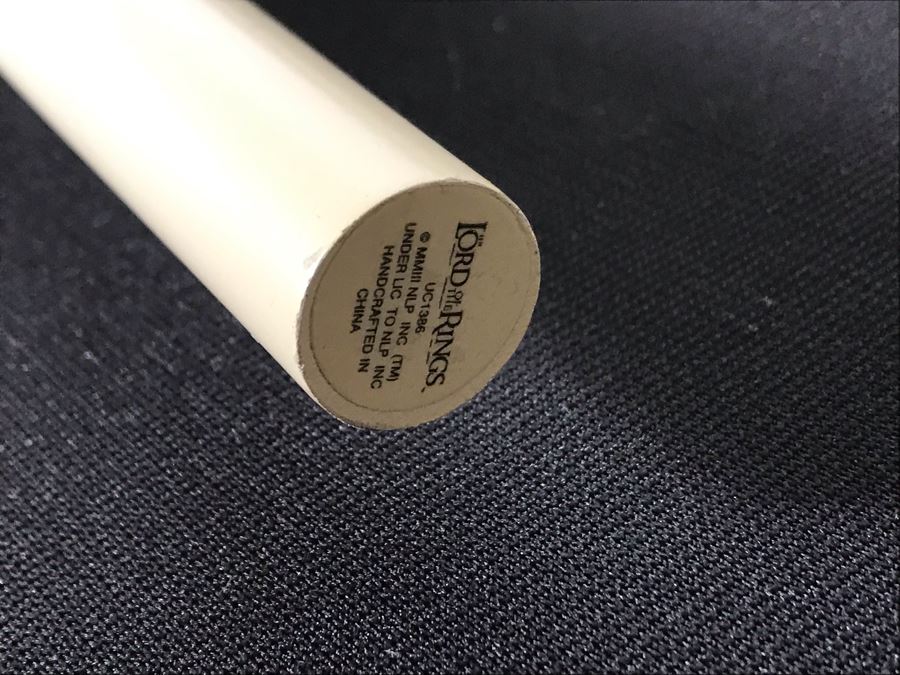 THE LORD OF THE RINGS
UC1386
© MMIII NLP INC (TM)
UNDER LIC TO NLP INC
HANDCRAFTED IN
CHINA